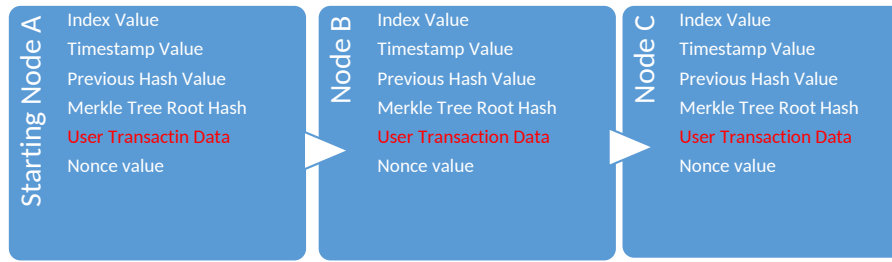 Starting Node A
Index Value
Timestamp Value
Previous Hash Value
Merkle Tree Root Hash
User Transactin Data
Nonce value
Node B
Index Value
Timestamp Value
Previous Hash Value
Merkle Tree Root Hash
User Transaction Data
Nonce value
Node C
Index Value
Timestamp Value
Previous Hash Value
Merkle Tree Root Hash
User Transaction Data
Nonce value